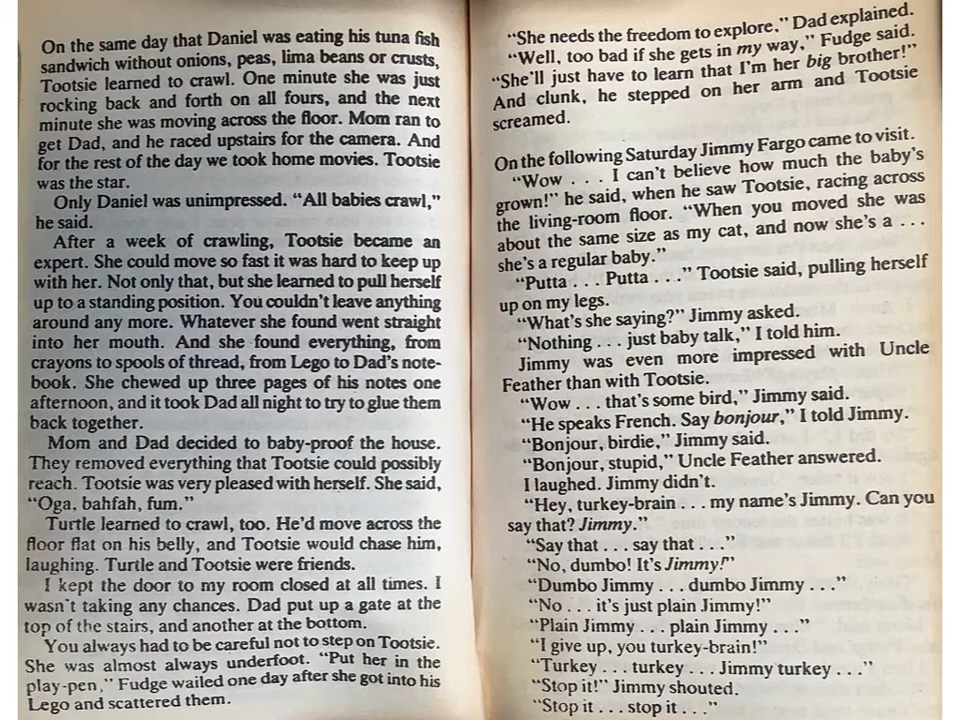 On the same day that Daniel was eating his tuna fish
sandwich without onions, peas, lima beans or crusts,
Tootsie learned to crawl. One minute she was just
rocking back and forth on all fours, and the next
minute she was moving across the floor. Mom ran to
get Dad, and he raced upstairs for the camera. And
for the rest of the day we took home movies. Tootsie
was the star.
Only Daniel was unimpressed. “All babies crawl,”
he said.
After a week of crawling, Tootsie became an
expert. She could move so fast it was hard to keep up
with her. Not only that, but she learned to pull herself
up to a standing position. You couldn’t leave anything
around any more. Whatever she found went straight
into her mouth. And she found everything, from
crayons to spools of thread, from Lego to Dad’s note-
book. She chewed up three pages of his notes one
afternoon, and it took Dad all night to try to glue them
back together.
Mom and Dad decided to baby-proof the house.
They removed everything that Tootsie could possibly
reach. Tootsie was very pleased with herself. She said,
“Oga, bahfah, fum.”
Turtle learned to crawl, too. He’d move across the
floor flat on his belly, and Tootsie would chase him,
laughing. Turtle and Tootsie were friends.
I kept the door to my room closed at all times. I
wasn’t taking any chances. Dad put up a gate at the
top of the stairs, and another at the bottom.
You always had to be careful not to step on Tootsie.
She was almost always underfoot. “Put her in the
play-pen,” Fudge wailed one day after she got into his
Lego and scattered them.
“She needs the freedom to explore,” Dad explained.
“Well, too bad if she gets in my way,” Fudge said.
“She’ll just have to learn that I’m her big brother!”
And clunk, he stepped on her arm and Tootsie
screamed.
On the following Saturday Jimmy Fargo came to visit.
“Wow . . . I can’t believe how much the baby’s
grown!” he said, when he saw Tootsie, racing across
the living-room floor. “When you moved she was
about the same size as my cat, and now she’s a . . .
she’s a regular baby.”
“Putta . . . Putta . . .” Tootsie said, pulling herself
up on my legs.
“What’s she saying?” Jimmy asked.
“Nothing . . . just baby talk,” I told him.
Jimmy was even more impressed with Uncle
Feather than with Tootsie.
“Wow . . . that’s some bird,” Jimmy said.
“He speaks French. Say bonjour,” I told Jimmy.
“Bonjour, birdie,” Jimmy said.
“Bonjour, stupid,” Uncle Feather answered.
I laughed. Jimmy didn’t.
“Hey, turkey-brain . . . my name’s Jimmy. Can you
say that? Jimmy.”
“Say that . . . say that . . .”
“No, dumbo! It’s Jimmy!”
“Dumbo Jimmy . . . dumbo Jimmy . . .”
“No . . . it’s just plain Jimmy!”
“Plain Jimmy . . . plain Jimmy . . .”
“I give up, you turkey-brain!”
“Turkey . . . turkey . . . Jimmy turkey . . .”
“Stop it!” Jimmy shouted.
“Stop it . . . stop it . . .”